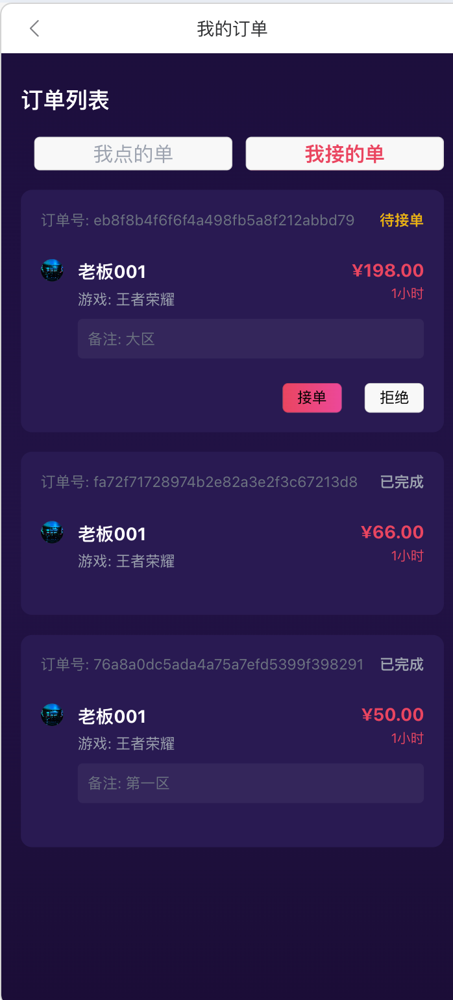 我的订单
订单列表
我点的单 我接的单
订单号: eb8f8b4f6f6f4a498fb5a8f212abbd79 待接单
老板001 ¥198.00
游戏: 王者荣耀 1小时
备注: 大区
接单 拒绝
订单号: fa72f71728974b2e82a3e2f3c67213d8 已完成
老板001 ¥66.00
游戏: 王者荣耀 1小时
订单号: 76a8a0dc5ada4a75a7efd5399f398291 已完成
老板001 ¥50.00
游戏: 王者荣耀 1小时
备注: 第一区